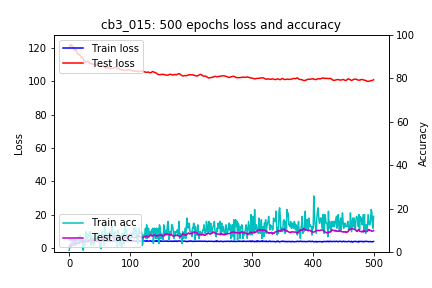 cb3_015: 500 epochs loss and accuracy
Train loss
Test loss
Train acc
Test acc
Loss
Accuracy
120
100
80
60
40
20
0
100
80
60
40
20
0
0
100
200
300
400
500